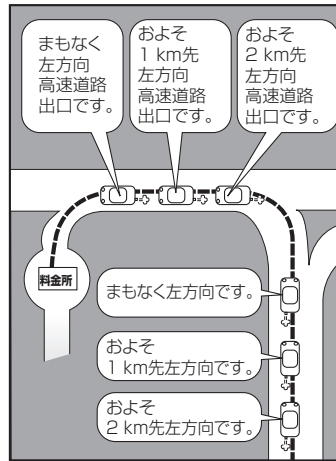 まもなく
左方向
高速道路
出口です。
およそ
1 km先
左方向
高速道路
出口です。
およそ
2 km先
左方向
高速道路
出口です。
料金所
まもなく左方向です。
およそ
1 km先左方向です。
およそ
2 km先左方向です。